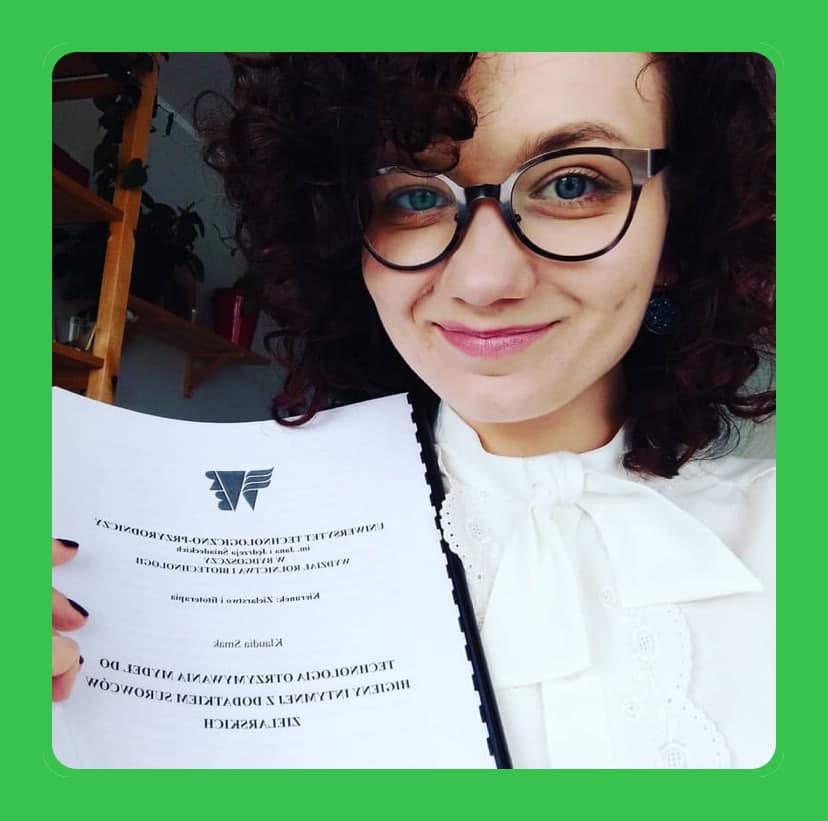 UNIWERSYTET TECHNOLOGICZNO-PRZYRODNICZY
im. Jana i Jędrzeja Śniadeckich
W BYDGOSZCZY
WYDZIAŁ ROLNICTWA I BIOTECHNOLOGII
Kierunek: Zielarstwo i fitoterapia
Klaudia Smak
TECHNOLOGIA OTRZYMYWANIA MYDEŁ DO
HIGIENY INTYMNEJ Z DODATKIEM SUROWCÓW
ZIELARSKICH